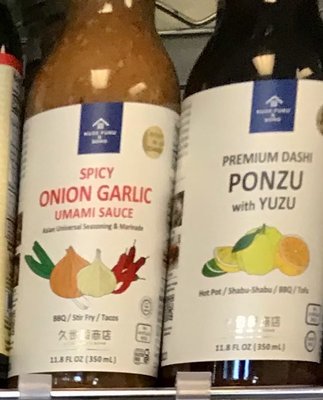 KUZE FUKU
& SONS
SPICY
ONION GARLIC
UMAMI SAUCE
Asian Universal Seasoning & Marinade
BBQ / Stir Fry / Tacos
久世福商店
11.8 FL OZ (350 mL)
KUZE FUKU
& SONS
PREMIUM DASHI
PONZU
with YUZU
Hot Pot / Shabu-Shabu / BBQ / Tofu
商店
11.8 FL OZ (350 mL)